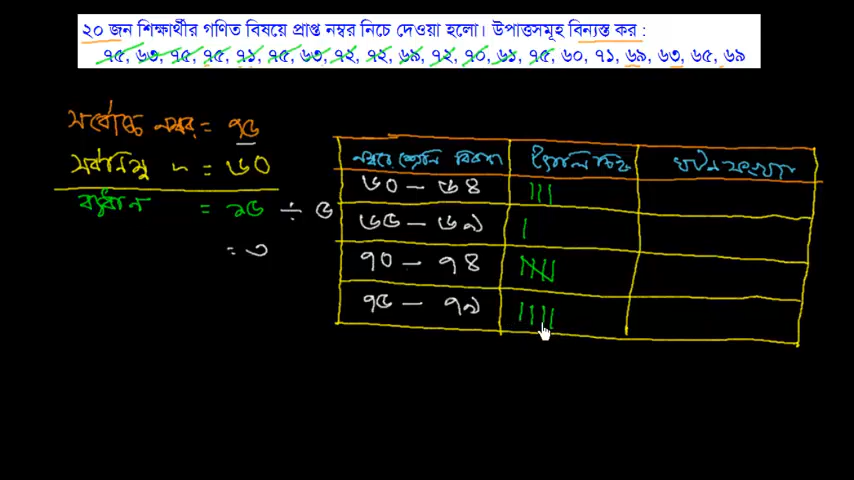 ২০ জন শিক্ষার্থীর গণিত বিষয়ে প্রাপ্ত নম্বর নিচে দেওয়া হলো। উপাত্তসমূহ বিন্যস্ত কর :
৭৫, ৬৩, ৭৫, ৭৫, ৭১, ৭৫, ৬৩, ৭২, ৭২, ৬৯, ৭২, ৭০, ৬১, ৭৫, ৬০, ৭১, ৬৯, ৬৩, ৬৫, ৬৯
সর্বোচ্চ নম্বর = ৭৫
সর্বনিম্ন " = ৬০
ব্যবধান = ১৫ ÷ ৫
= ৩
নম্বরের শ্রেণি বিন্যাস ট্যালি চিহ্ন ঘটন সংখ্যা
৬০ – ৬৪ |||
৬৫ – ৬৯ |
৭০ – ৭৪
৭৫ – ৭৯ ||||